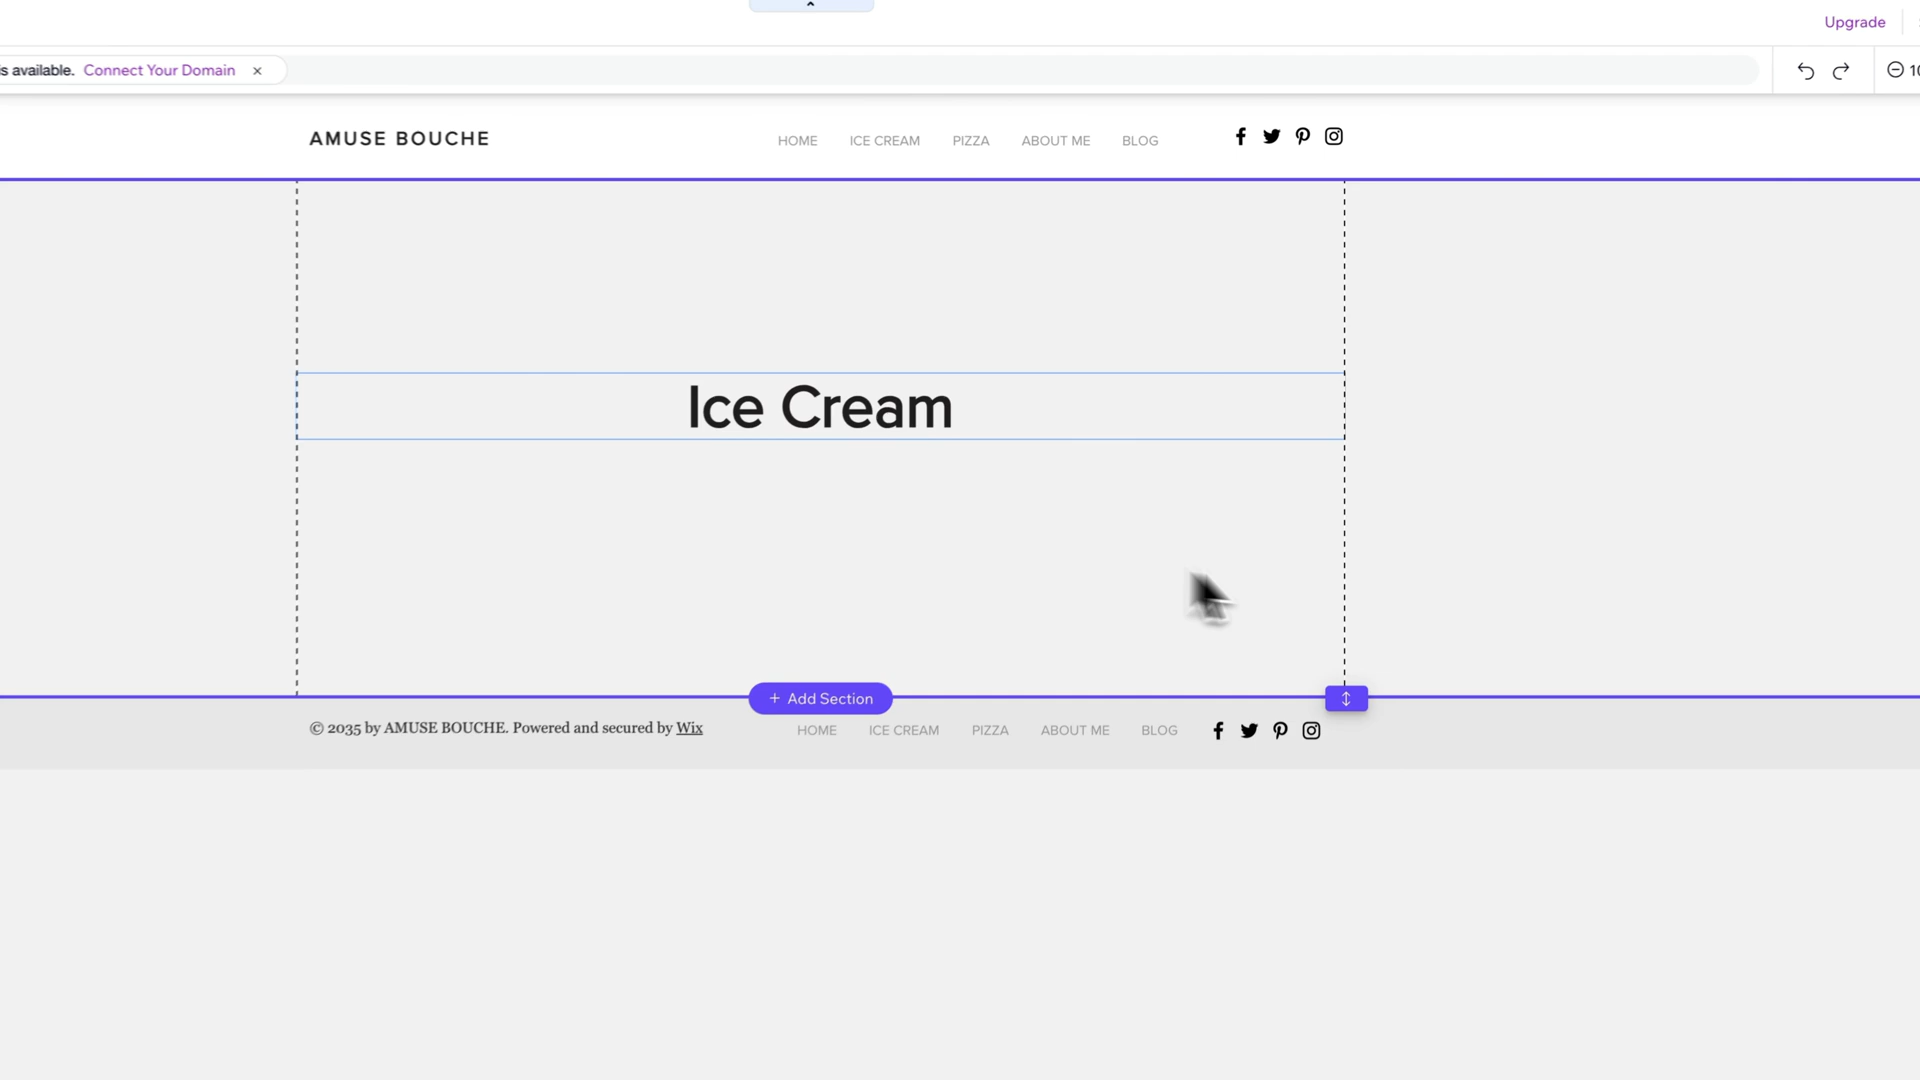 Upgrade
is available. Connect Your Domain
AMUSE BOUCHE
HOME ICE CREAM PIZZA ABOUT ME BLOG
Ice Cream
+ Add Section
© 2035 by AMUSE BOUCHE. Powered and secured by Wix
HOME ICE CREAM PIZZA ABOUT ME BLOG